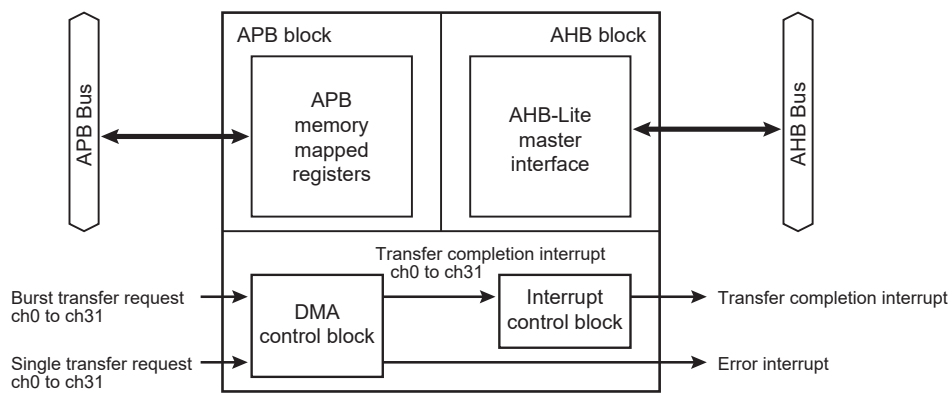 APB block
AHB block
APB Bus
APB
memory
mapped
registers
AHB-Lite
master
interface
AHB Bus
Transfer completion interrupt
ch0 to ch31
Burst transfer request
ch0 to ch31
DMA
control block
Interrupt
control block
Transfer completion interrupt
Single transfer request
ch0 to ch31
Error interrupt